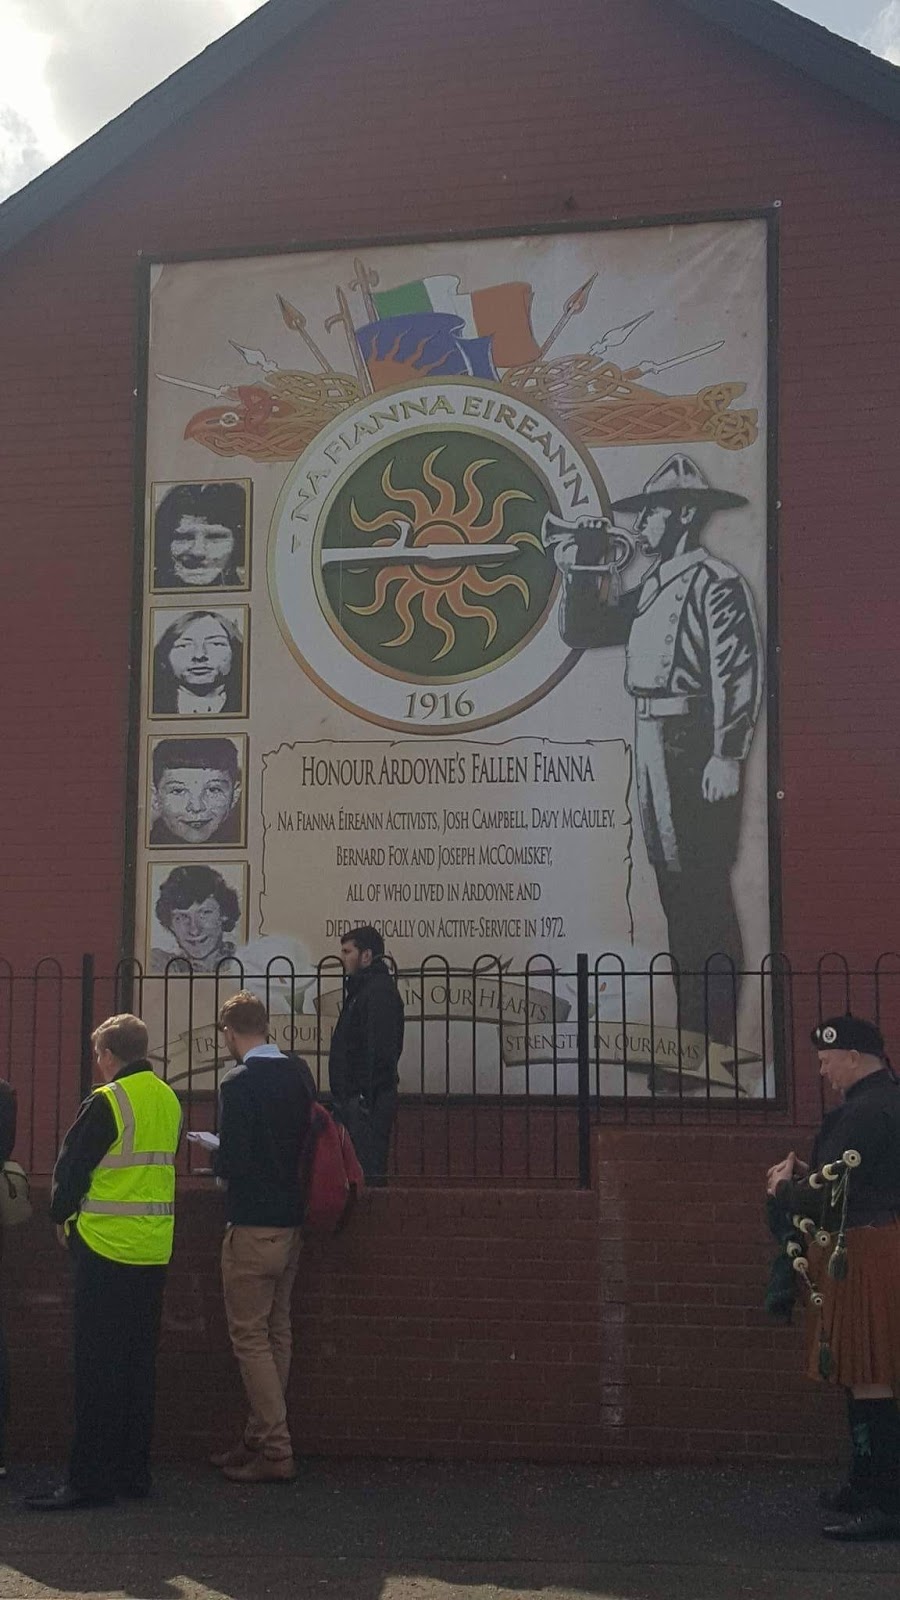 NA FIANNA EIREANN
1916
HONOUR ARDOYNE'S FALLEN FIANNA
NA FIANNA ÉIREANN ACTIVISTS, JOSH CAMPBELL, DAVY MCAULEY,
BERNARD FOX AND JOSEPH MCCOMISKEY,
ALL OF WHO LIVED IN ARDOYNE AND
DIED TRAGICALLY ON ACTIVE-SERVICE IN 1972.
IN OUR HEARTS
IN OUR
STRENGTH IN OUR ARMS